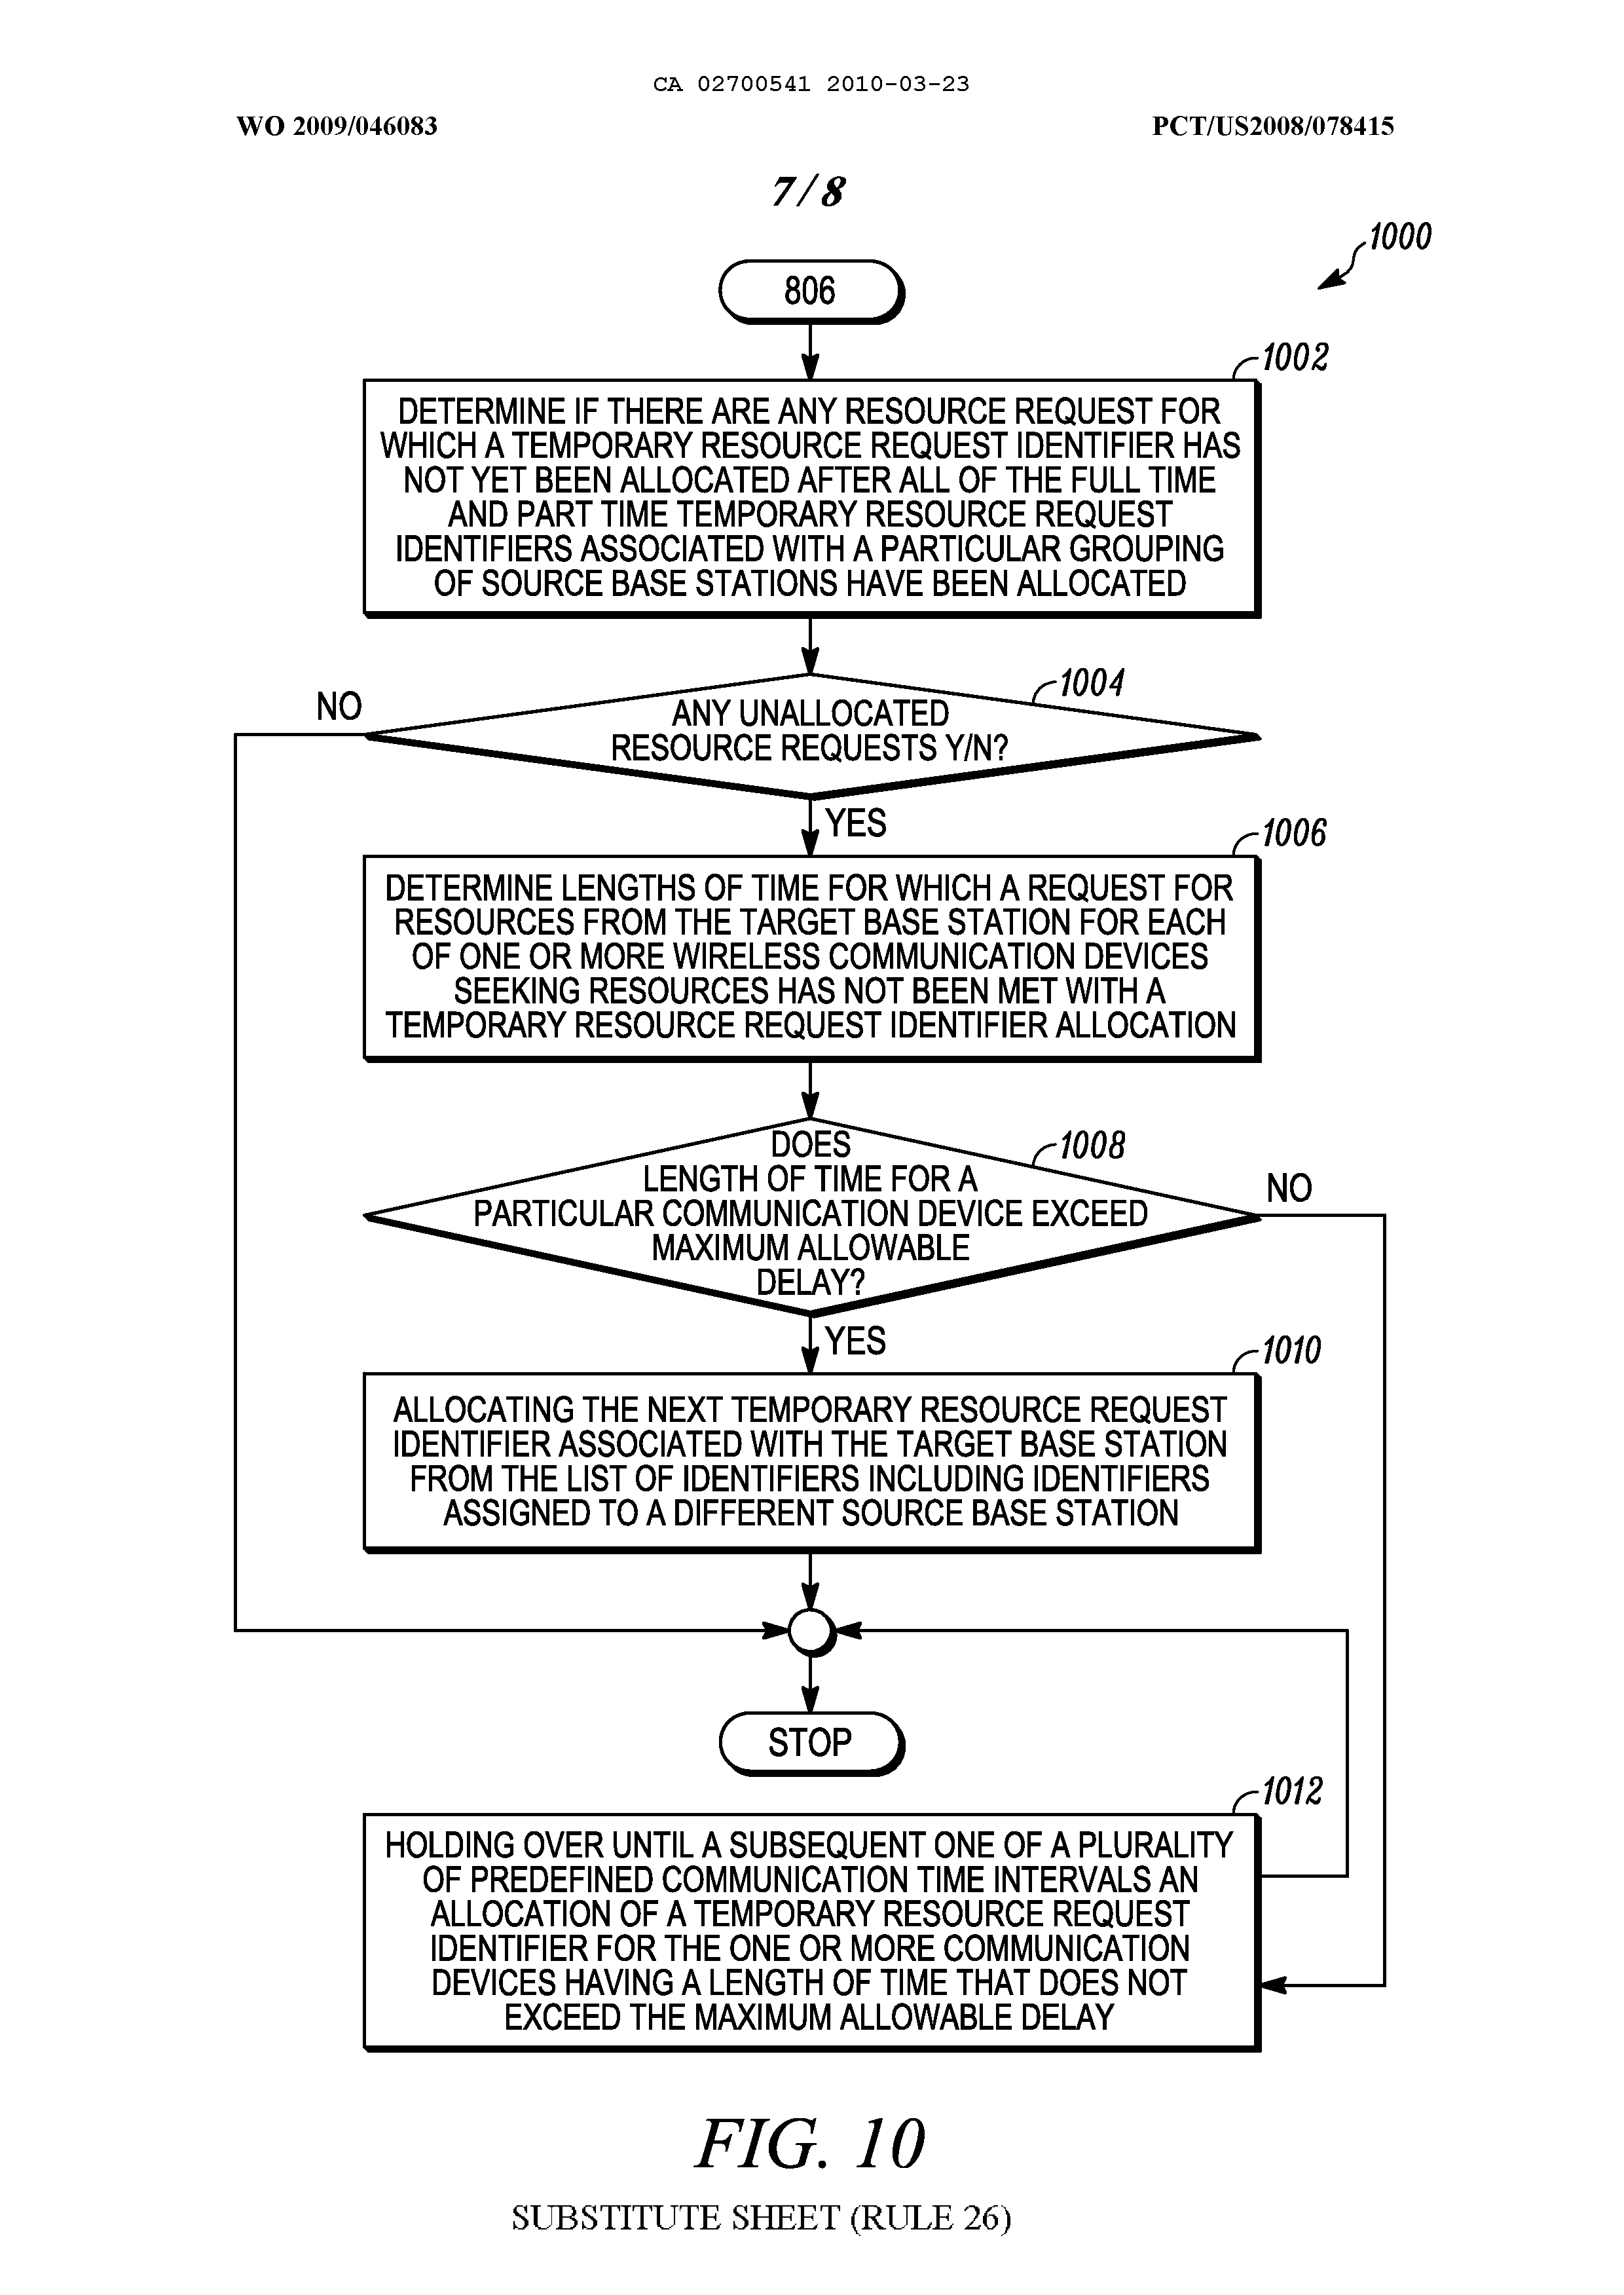 CA 02700541 2010-03-23
WO 2009/046083
PCT/US2008/078415
7/8
1000
806
1002
DETERMINE IF THERE ARE ANY RESOURCE REQUEST FOR
WHICH A TEMPORARY RESOURCE REQUEST IDENTIFIER HAS
NOT YET BEEN ALLOCATED AFTER ALL OF THE FULL TIME
AND PART TIME TEMPORARY RESOURCE REQUEST
IDENTIFIERS ASSOCIATED WITH A PARTICULAR GROUPING
OF SOURCE BASE STATIONS HAVE BEEN ALLOCATED
1004
NO
ANY UNALLOCATED
RESOURCE REQUESTS Y/N?
YES
1006
DETERMINE LENGTHS OF TIME FOR WHICH A REQUEST FOR
RESOURCES FROM THE TARGET BASE STATION FOR EACH
OF ONE OR MORE WIRELESS COMMUNICATION DEVICES
SEEKING RESOURCES HAS NOT BEEN MET WITH A
TEMPORARY RESOURCE REQUEST IDENTIFIER ALLOCATION
1008
DOES
LENGTH OF TIME FOR A
PARTICULAR COMMUNICATION DEVICE EXCEED
MAXIMUM ALLOWABLE
DELAY?
NO
YES
1010
ALLOCATING THE NEXT TEMPORARY RESOURCE REQUEST
IDENTIFIER ASSOCIATED WITH THE TARGET BASE STATION
FROM THE LIST OF IDENTIFIERS INCLUDING IDENTIFIERS
ASSIGNED TO A DIFFERENT SOURCE BASE STATION
STOP
1012
HOLDING OVER UNTIL A SUBSEQUENT ONE OF A PLURALITY
OF PREDEFINED COMMUNICATION TIME INTERVALS AN
ALLOCATION OF A TEMPORARY RESOURCE REQUEST
IDENTIFIER FOR THE ONE OR MORE COMMUNICATION
DEVICES HAVING A LENGTH OF TIME THAT DOES NOT
EXCEED THE MAXIMUM ALLOWABLE DELAY
FIG. 10
SUBSTITUTE SHEET (RULE 26)